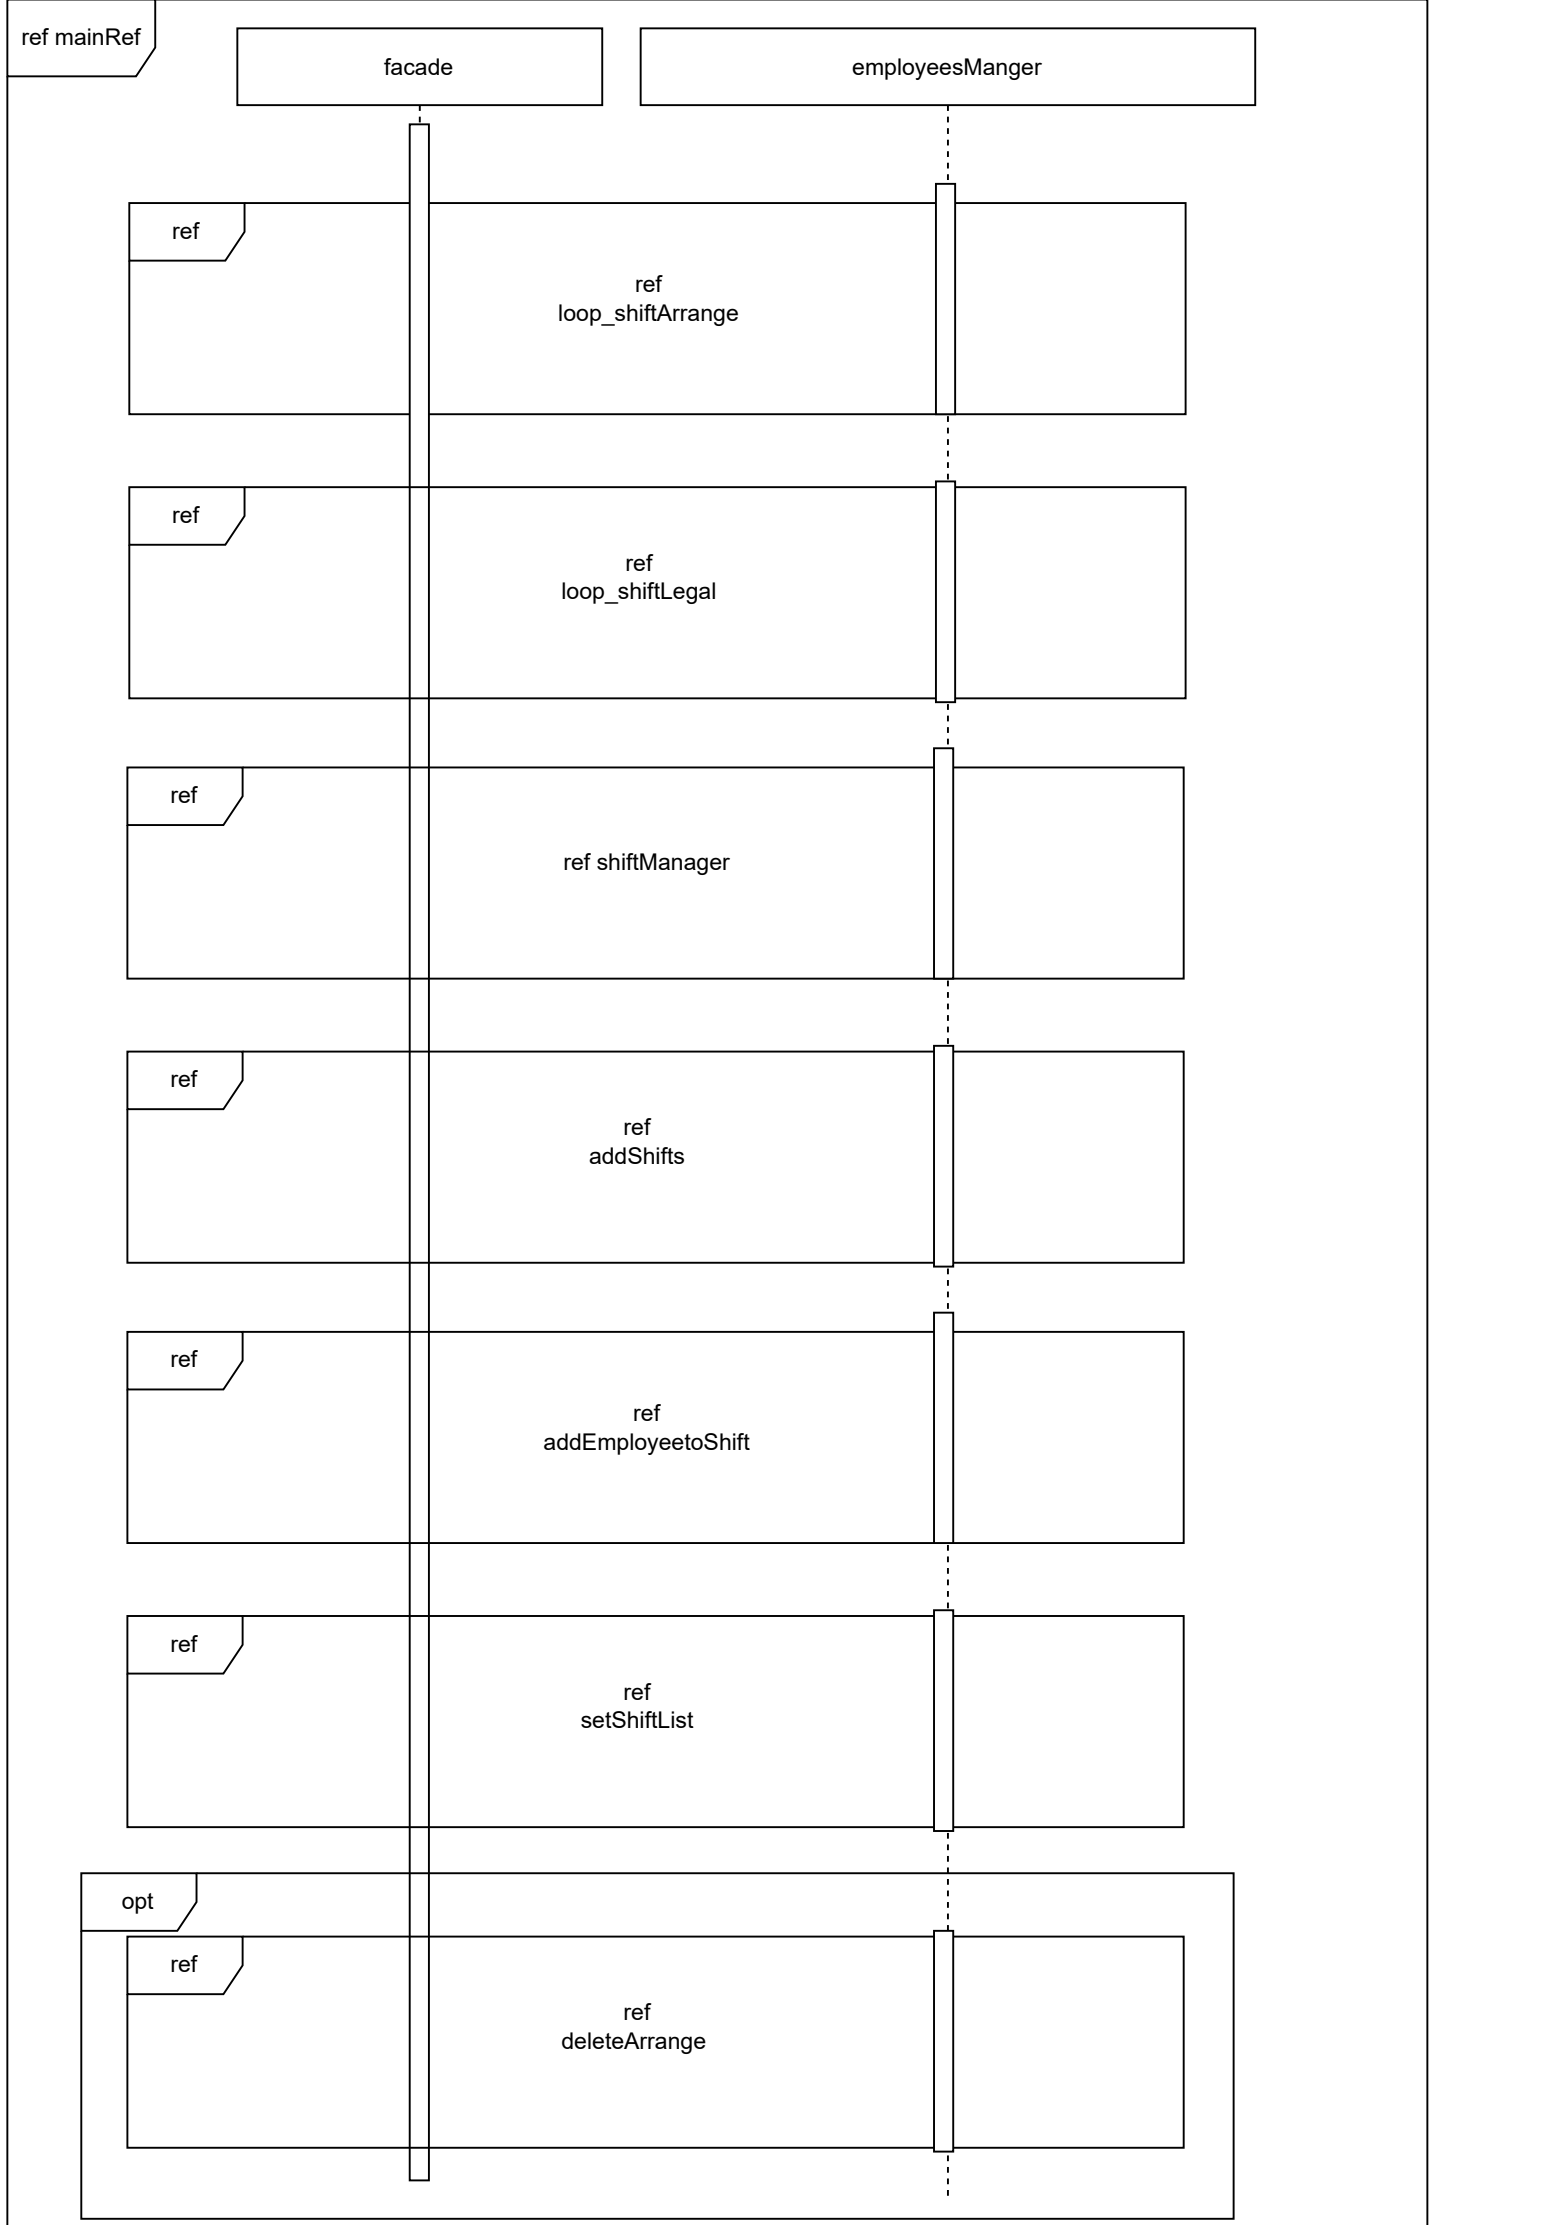 ref mainRef
facade
employeesManger
ref
ref
loop_shiftArrange
ref
ref
loop_shiftLegal
ref
ref shiftManager
ref
ref
addShifts
ref
ref
addEmployeetoShift
ref
ref
setShiftList
opt
ref
ref
deleteArrange